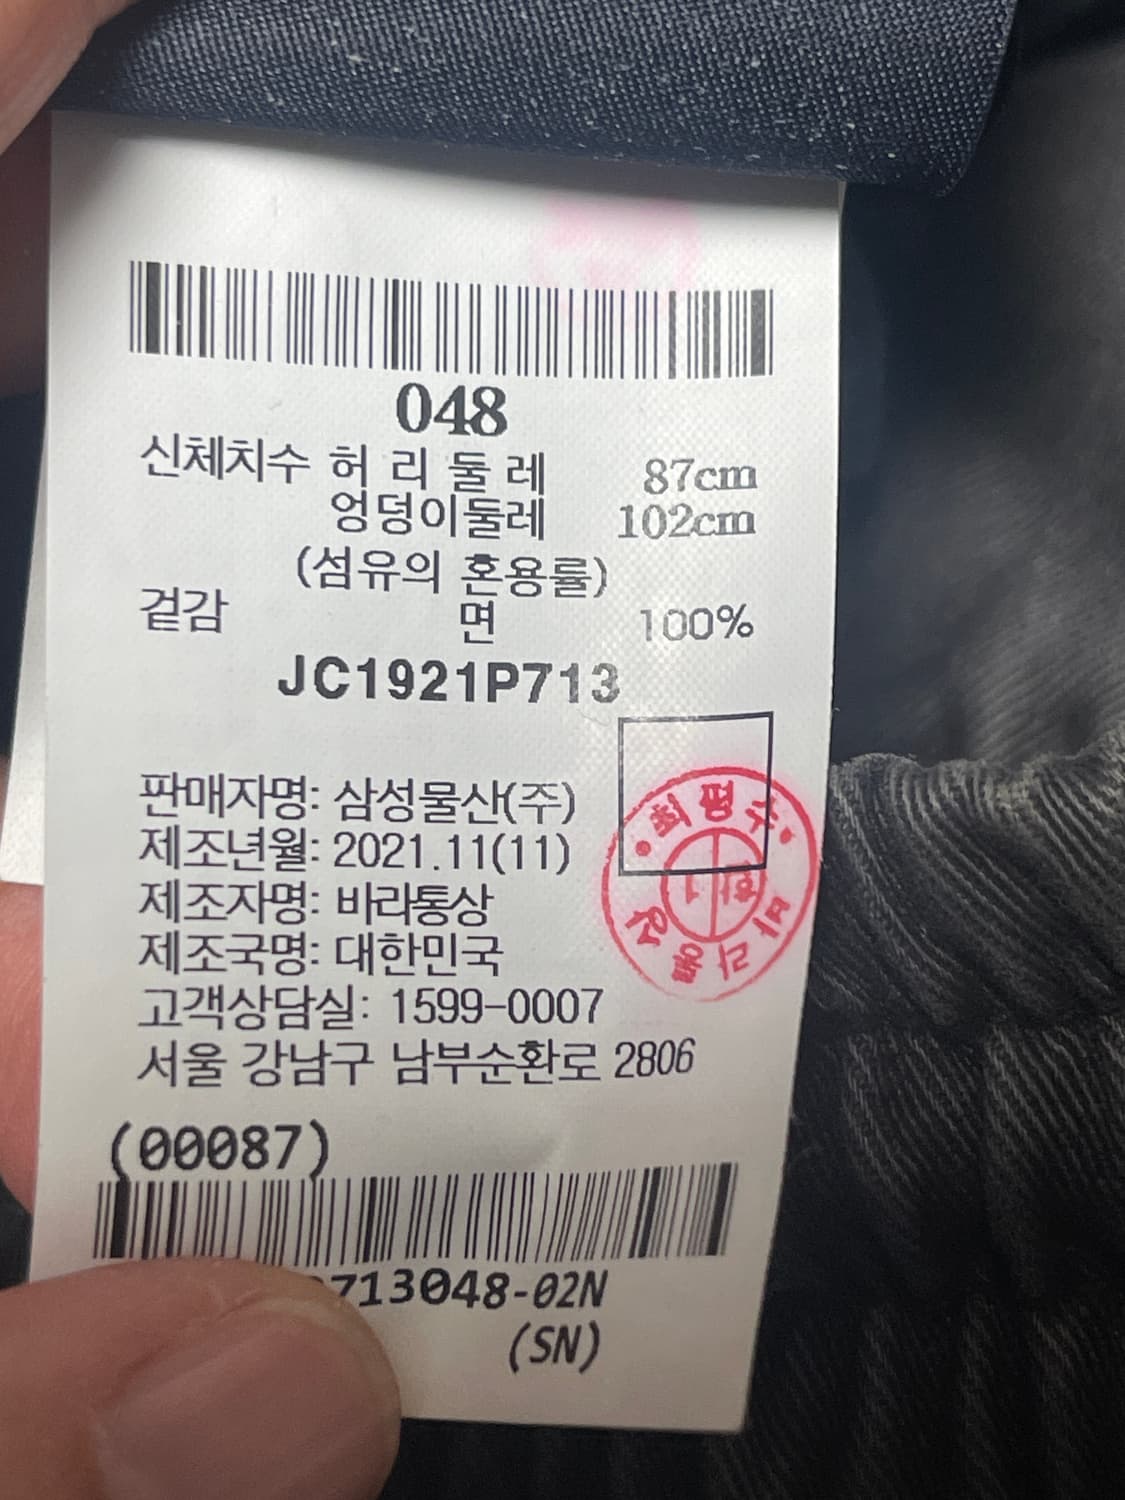 048
신체치수 허 리 둘 레 87cm
엉덩이둘레 102cm
(섬유의 혼용률)
겉감 면 100%
JC1921P713
판매자명: 삼성물산(주)
제조년월: 2021.11(11)
제조자명: 바라통상
제조국명: 대한민국
고객상담실: 1599-0007
서울 강남구 남부순환로 2806
최평수
(00087)
713048-02N
(SN)